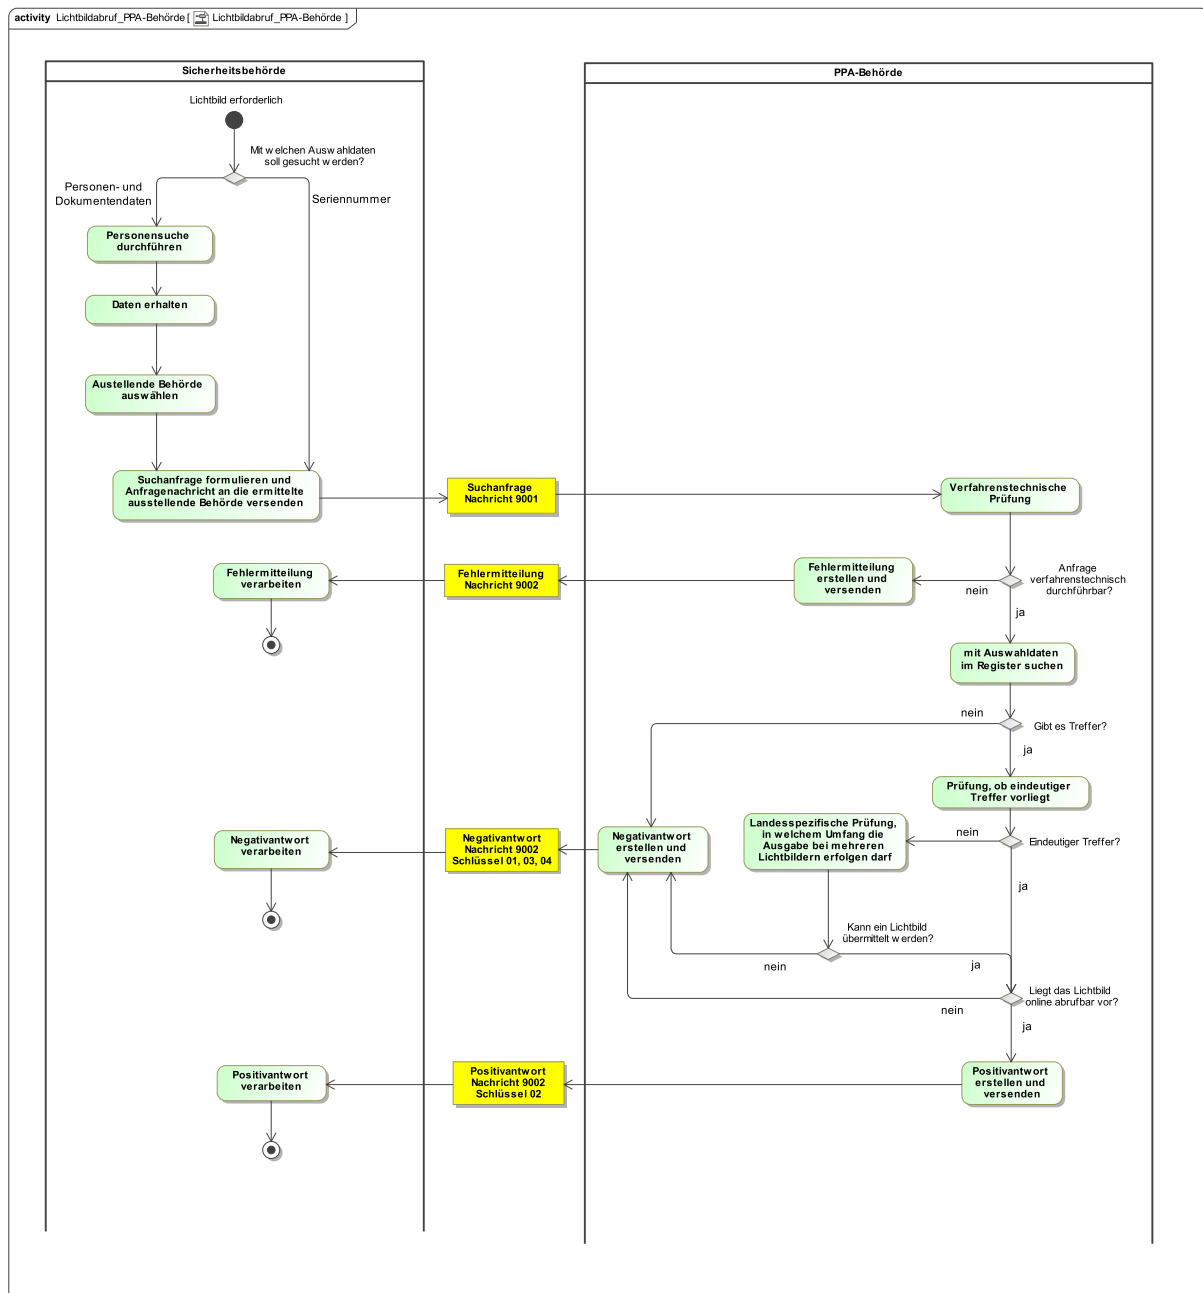 activity Lichtbildabruf_PPA-Behörde [ Lichtbildabruf_PPA-Behörde ]
Sicherheitsbehörde
PPA-Behörde
Lichtbild erforderlich
Mit welchen Auswahldaten
soll gesucht werden?
Personen- und
Dokumentendaten
Seriennummer
Personensuche
durchführen
Daten erhalten
Austellende Behörde
auswählen
Suchanfrage formulieren und
Anfragenachricht an die ermittelte
ausstellende Behörde versenden
Suchanfrage
Nachricht 9001
Verfahrenstechnische
Prüfung
Fehlermitteilung
verarbeiten
Fehlermitteilung
Nachricht 9002
Fehlermitteilung
erstellen und
versenden
nein
Anfrage
verfahrenstechnisch
durchführbar?
ja
mit Auswahldaten
im Register suchen
nein
Gibt es Treffer?
ja
Prüfung, ob eindeutiger
Treffer vorliegt
Negativantwort
verarbeiten
Negativantwort
Nachricht 9002
Schlüssel 01, 03, 04
Negativantwort
erstellen und
versenden
Landesspezifische Prüfung,
in welchem Umfang die
Ausgabe bei mehreren
Lichtbildern erfolgen darf
nein
Eindeutiger Treffer?
ja
Kann ein Lichtbild
übermittelt werden?
nein
ja
Liegt das Lichtbild
online abrufbar vor?
nein
ja
Positivantwort
verarbeiten
Positivantwort
Nachricht 9002
Schlüssel 02
Positivantwort
erstellen und
versenden